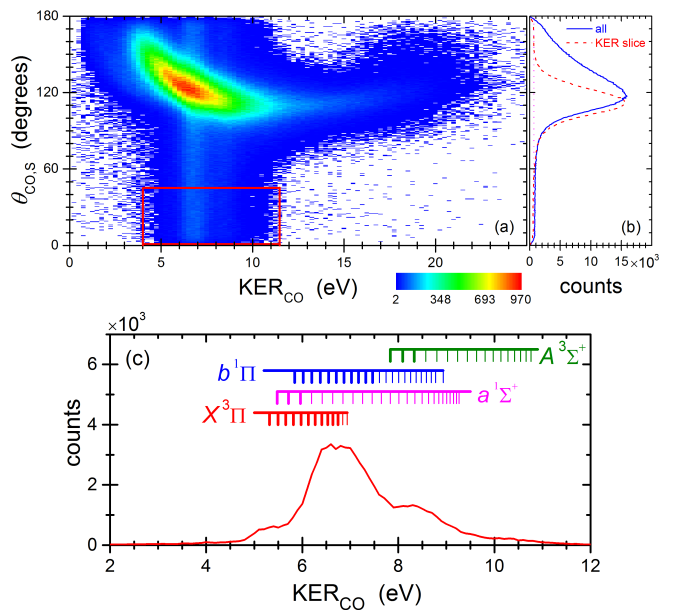 180
120
60
0
θCO,S (degrees)
(a)
0 5 10 15 20
KERCO (eV)
2 348 693 970
all
KER slice
(b)
0 5 10 15 ×10³
counts
×10³
(c)
6
4
2
0
counts
A ³Σ⁺
b ¹Π
a ¹Σ⁺
X ³Π
2 4 6 8 10 12
KERCO (eV)